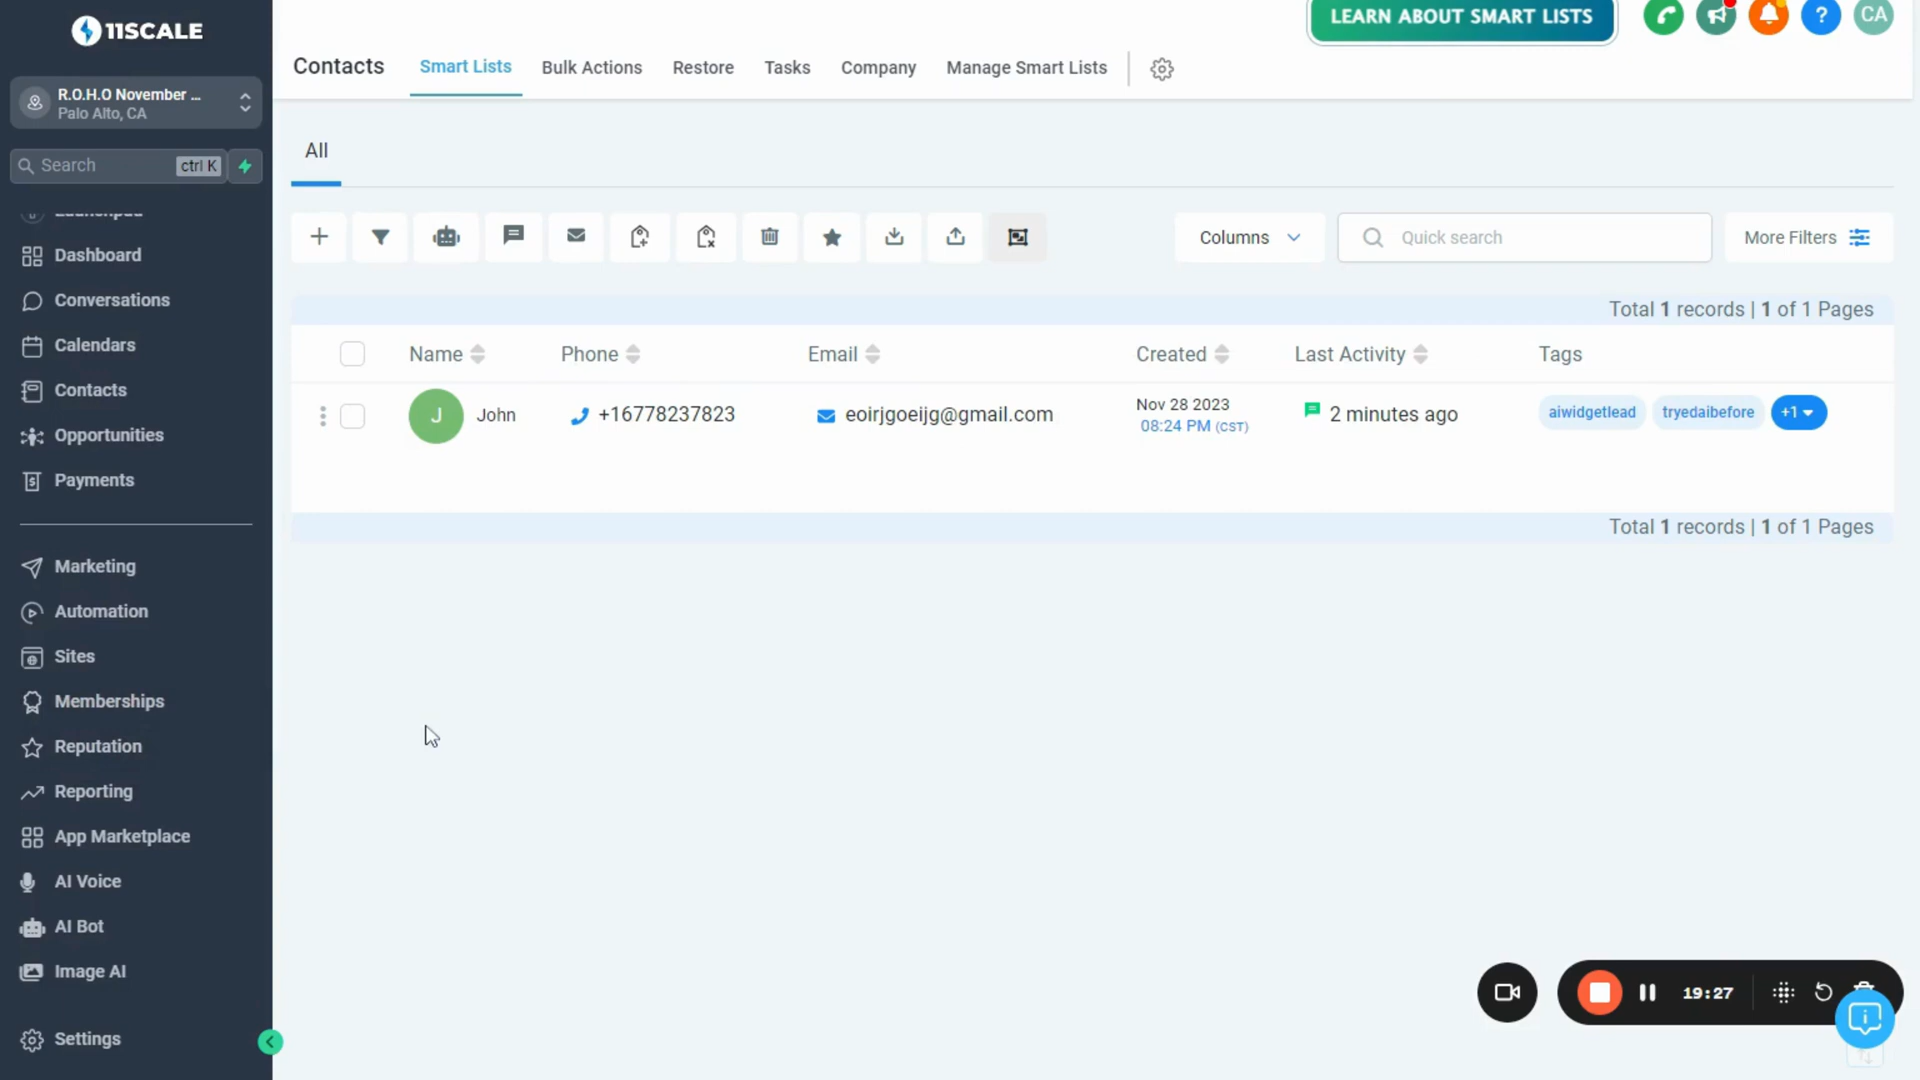 11SCALE
R.O.H.O November ...
Palo Alto, CA
Search
ctrl K
Dashboard
Conversations
Calendars
Contacts
Opportunities
Payments
Marketing
Automation
Sites
Memberships
Reputation
Reporting
App Marketplace
AI Voice
AI Bot
Image AI
Settings
LEARN ABOUT SMART LISTS
?
CA
Contacts
Smart Lists
Bulk Actions
Restore
Tasks
Company
Manage Smart Lists
All
Columns
Quick search
More Filters
Total 1 records | 1 of 1 Pages
Name
Phone
Email
Created
Last Activity
Tags
J
John
+16778237823
eoirjgoeijg@gmail.com
Nov 28 2023
08:24 PM (CST)
2 minutes ago
aiwidgetlead
tryedaibefore
+1
Total 1 records | 1 of 1 Pages
19:27